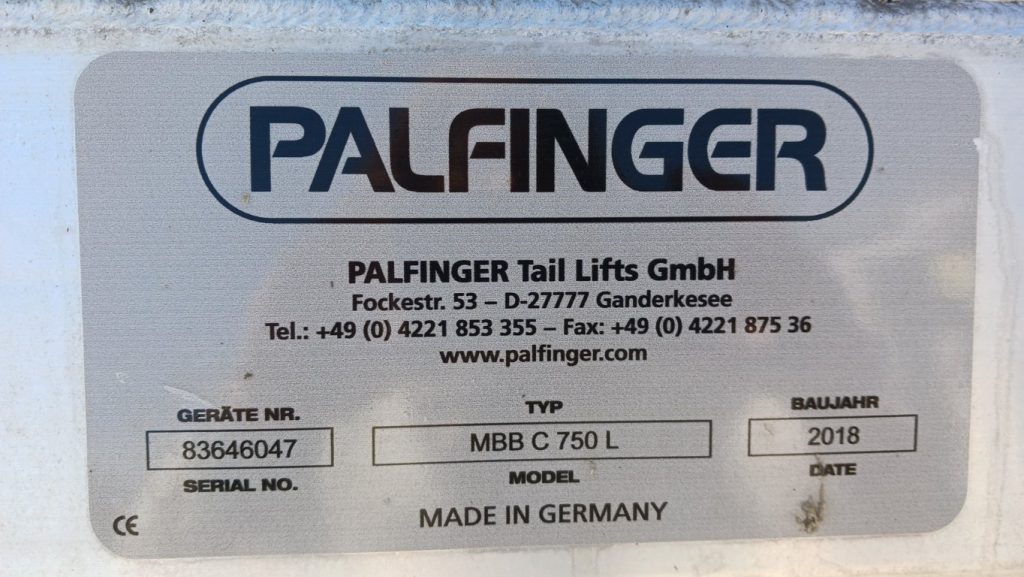 PALFINGER
PALFINGER Tail Lifts GmbH
Fockestr. 53 – D-27777 Ganderkesee
Tel.: +49 (0) 4221 853 355 – Fax: +49 (0) 4221 875 36
www.palfinger.com
GERÄTE NR. TYP BAUJAHR
83646047 MBB C 750 L 2018
SERIAL NO. MODEL DATE
CE MADE IN GERMANY